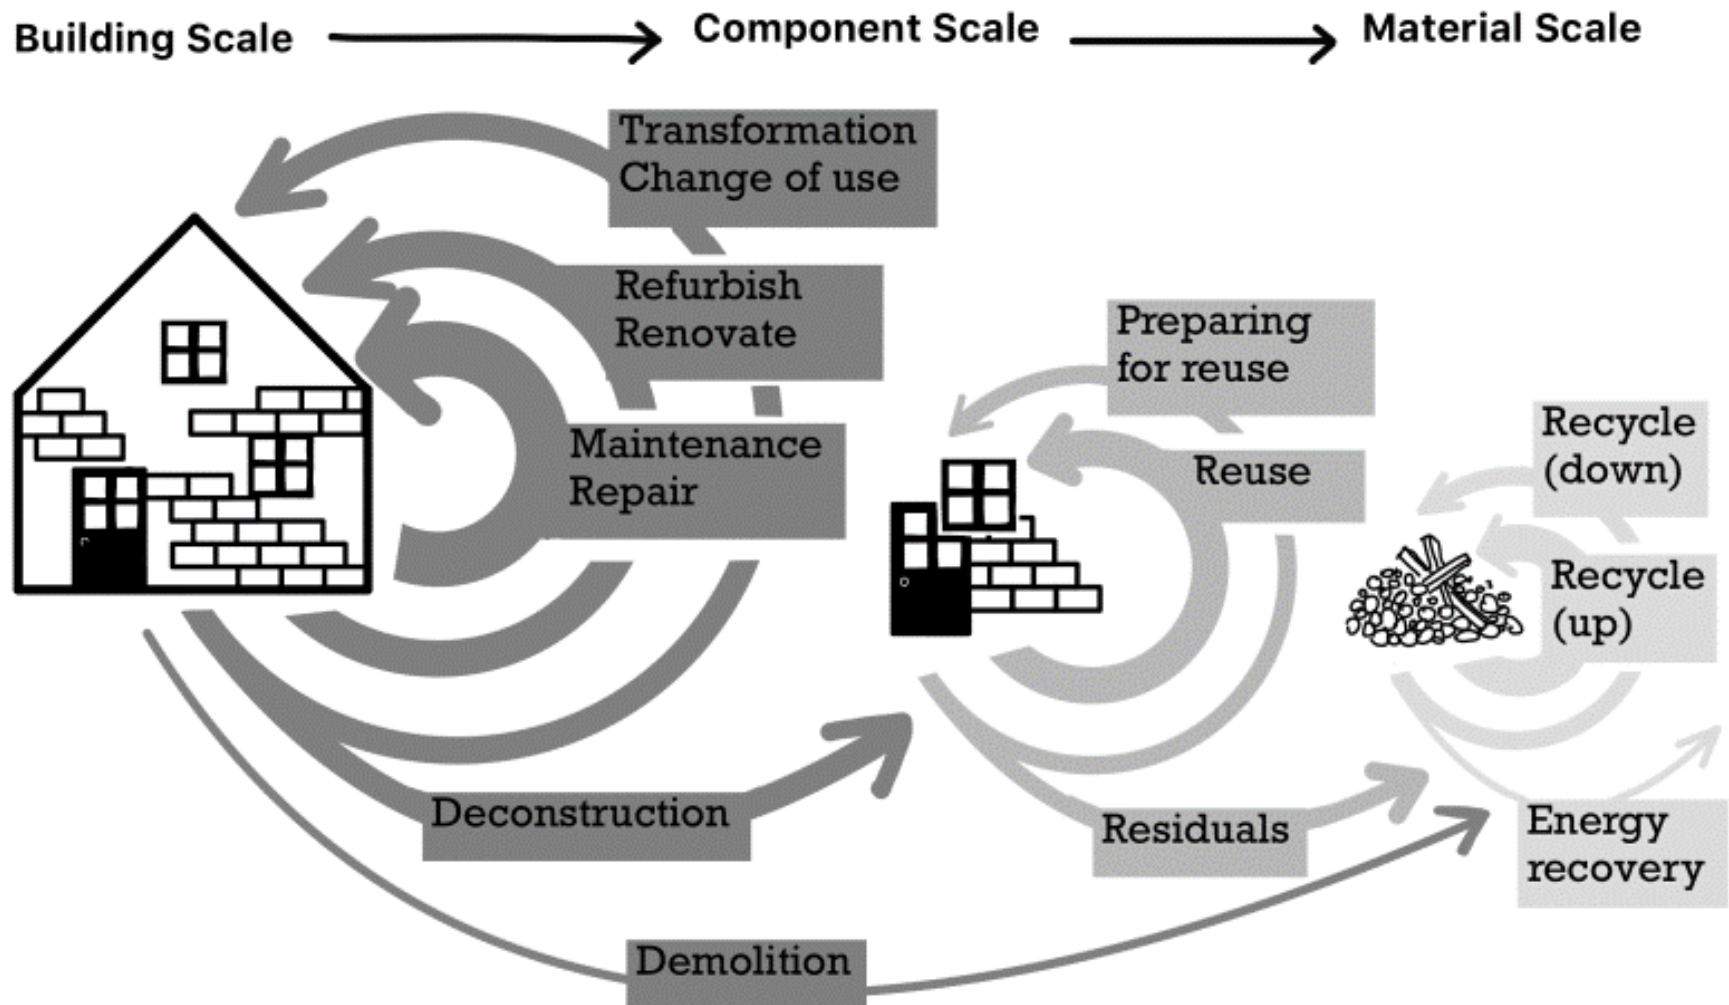 Building Scale
Component Scale
Material Scale
Transformation
Change of use
Refurbish
Renovate
Maintenance
Repair
Deconstruction
Demolition
Preparing
for reuse
Reuse
Residuals
Recycle
(down)
Recycle
(up)
Energy
recovery